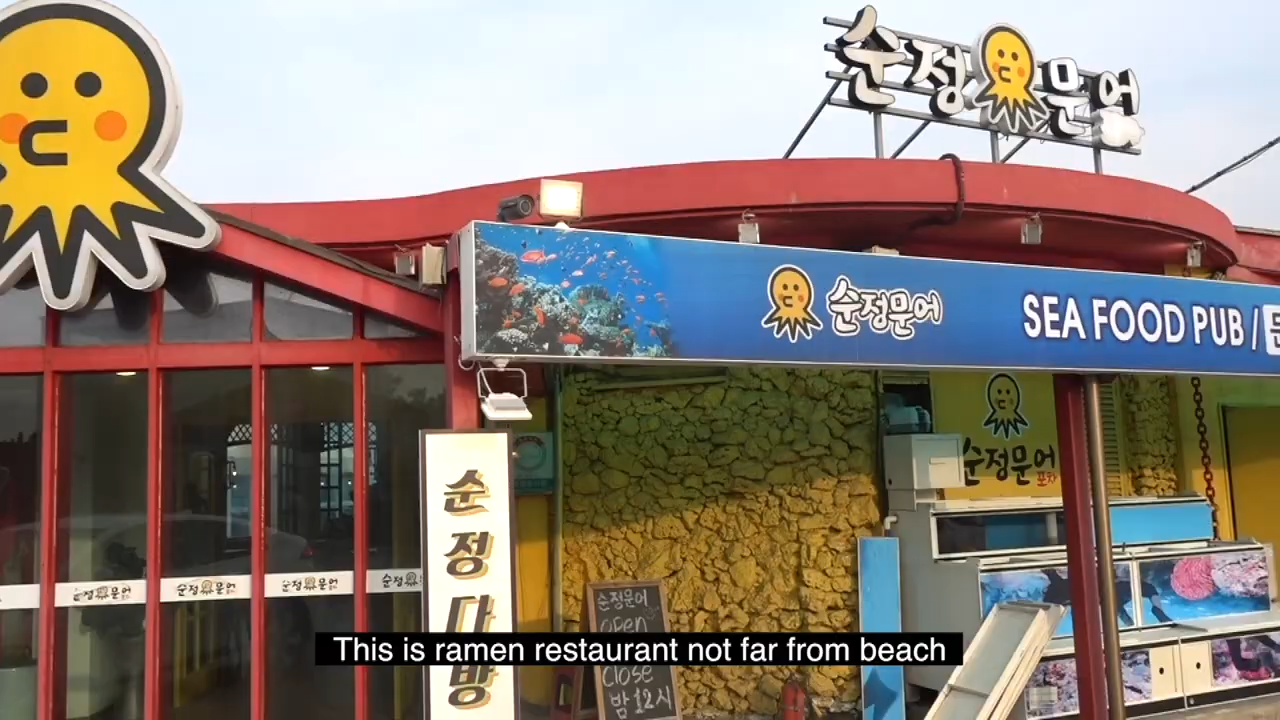 순정문어
순정문어
SEA FOOD PUB /
순정문어
포차
순정문어
순정문어
순정문어
순정
순정다방
순정문어
open
This is ramen restaurant not far from beach
close
밤 12시